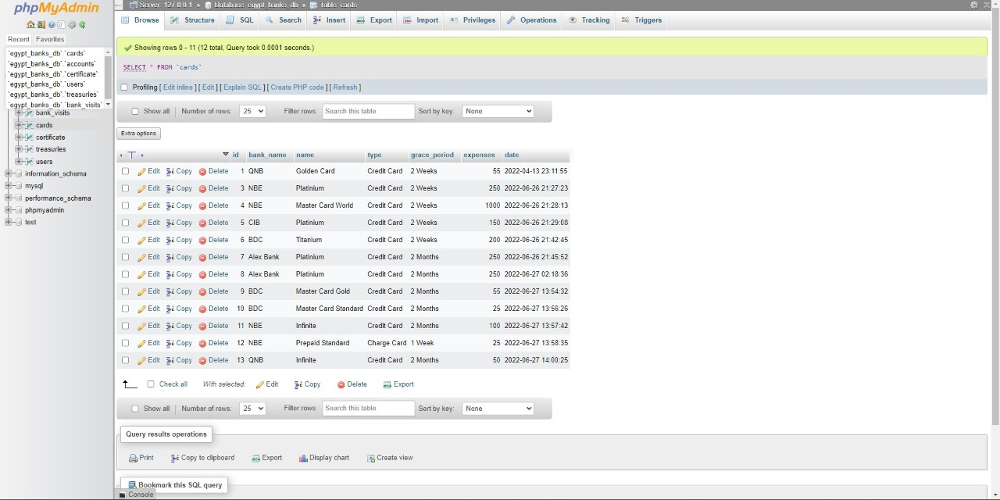 phpMyAdmin
Recent Favorites
`egypt_banks_db`.`cards`
`egypt_banks_db`.`accounts`
`egypt_banks_db`.`certificate`
`egypt_banks_db`.`users`
`egypt_banks_db`.`treasuries`
`egypt_banks_db`.`bank_visits`
bank_visits
cards
certificate
treasuries
users
information_schema
mysql
performance_schema
phpmyadmin
test
Server: 127.0.0.1 » Database: egypt_banks_db » Table: cards
Browse Structure SQL Search Insert Export Import Privileges Operations Tracking Triggers
Showing rows 0 - 11 (12 total, Query took 0.0001 seconds.)
SELECT * FROM `cards`
Profiling [ Edit inline ] [ Edit ] [ Explain SQL ] [ Create PHP code ] [ Refresh ]
Show all Number of rows: 25 Filter rows: Search this table Sort by key: None
Extra options
id bank_name name type grace_period expenses date
Edit Copy Delete 1 QNB Golden Card Credit Card 2 Weeks 55 2022-04-13 23:11:55
Edit Copy Delete 3 NBE Platinium Credit Card 2 Weeks 250 2022-06-26 21:27:23
Edit Copy Delete 4 NBE Master Card World Credit Card 2 Weeks 1000 2022-06-26 21:28:13
Edit Copy Delete 5 CIB Platinium Credit Card 2 Weeks 150 2022-06-26 21:29:08
Edit Copy Delete 6 BDC Titanium Credit Card 2 Weeks 200 2022-06-26 21:42:45
Edit Copy Delete 7 Alex Bank Platinium Credit Card 2 Months 250 2022-06-26 21:45:52
Edit Copy Delete 8 Alex Bank Platinium Credit Card 2 Months 250 2022-06-27 02:18:36
Edit Copy Delete 9 BDC Master Card Gold Credit Card 2 Months 55 2022-06-27 13:54:32
Edit Copy Delete 10 BDC Master Card Standard Credit Card 2 Months 25 2022-06-27 13:56:26
Edit Copy Delete 11 NBE Infinite Credit Card 2 Months 100 2022-06-27 13:57:42
Edit Copy Delete 12 NBE Prepaid Standard Charge Card 1 Week 25 2022-06-27 13:58:35
Edit Copy Delete 13 QNB Infinite Credit Card 2 Months 50 2022-06-27 14:00:25
Check all With selected: Edit Copy Delete Export
Show all Number of rows: 25 Filter rows: Search this table Sort by key: None
Query results operations
Print Copy to clipboard Export Display chart Create view
Bookmark this SQL query
Console